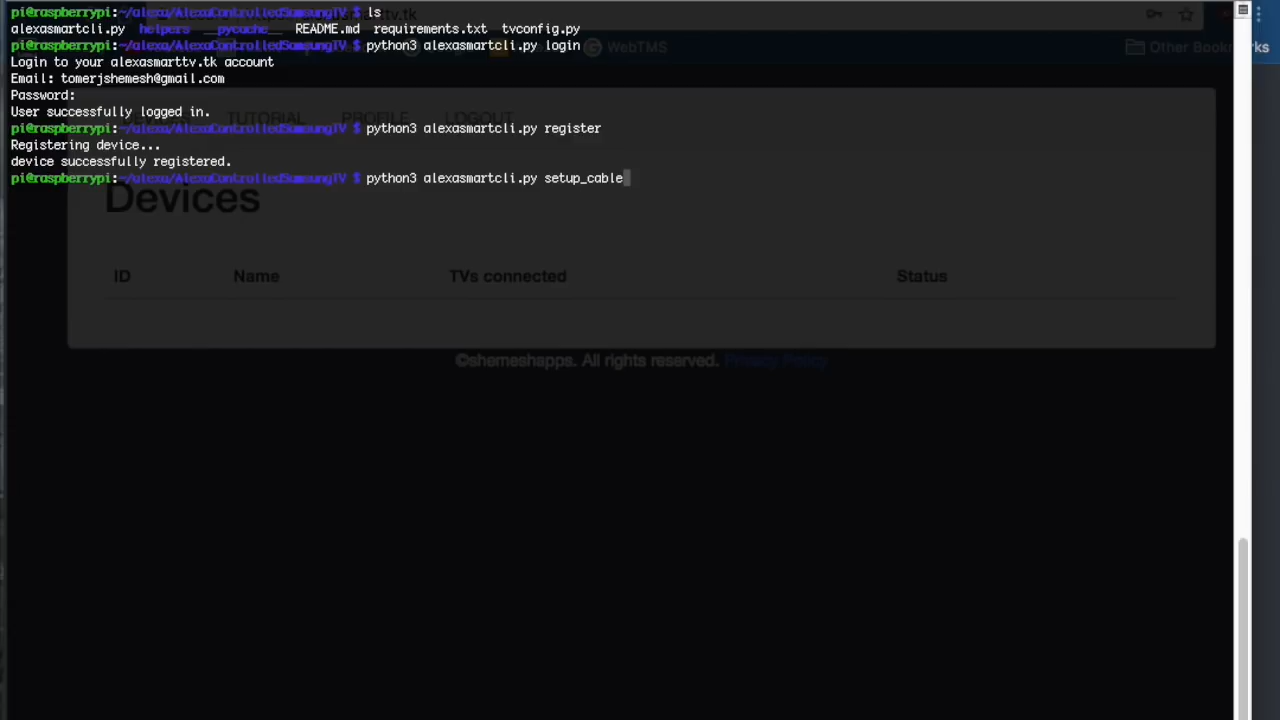 pi@raspberrypi:~/alexa/AlexaControlledSamsungTV $ ls
alexasmartcli.py helpers __pycache__ README.md requirements.txt tvconfig.py
pi@raspberrypi:~/alexa/AlexaControlledSamsungTV $ python3 alexasmartcli.py login
WebTMS
Other Bookmarks
Login to your alexasmarttv.tk account
Email: tomerjshemesh@gmail.com
Password:
User successfully logged in.
TUTORIAL PROFILE LOGOUT
pi@raspberrypi:~/alexa/AlexaControlledSamsungTV $ python3 alexasmartcli.py register
Registering device...
device successfully registered.
pi@raspberrypi:~/alexa/AlexaControlledSamsungTV $ python3 alexasmartcli.py setup_cable
Devices
ID Name TVs connected Status
©shemeshapps. All rights reserved. Privacy Policy